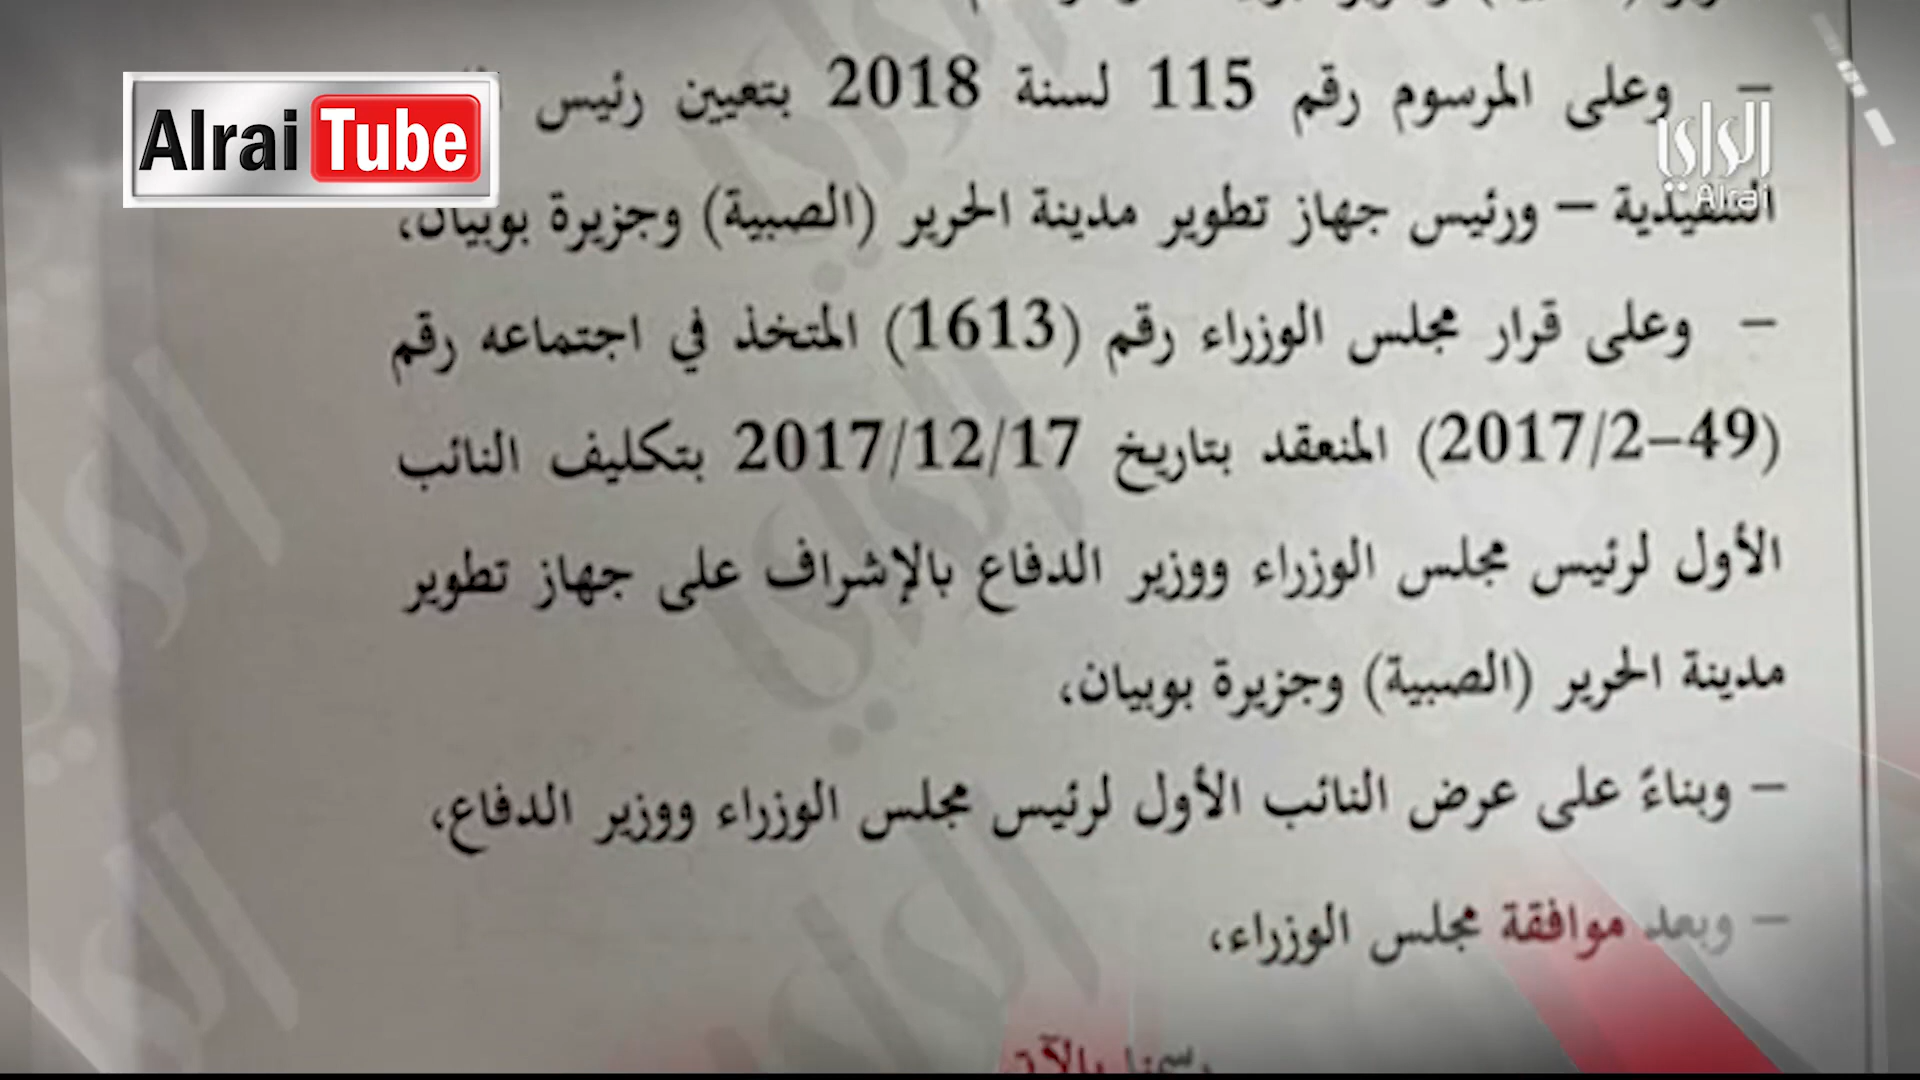 Alrai Tube
الراي
Alrai
– وعلى المرسوم رقم 115 لسنة 2018 بتعيين رئيس
التنفيذية – ورئيس جهاز تطوير مدينة الحرير (الصبية) وجزيرة بوبيان،
– وعلى قرار مجلس الوزراء رقم (1613) المتخذ في اجتماعه رقم
(2017/2-49) المنعقد بتاريخ 2017/12/17 بتكليف النائب
الأول لرئيس مجلس الوزراء ووزير الدفاع بالإشراف على جهاز تطوير
مدينة الحرير (الصبية) وجزيرة بوبيان،
– وبناءً على عرض النائب الأول لرئيس مجلس الوزراء ووزير الدفاع،
– وبعد موافقة مجلس الوزراء،